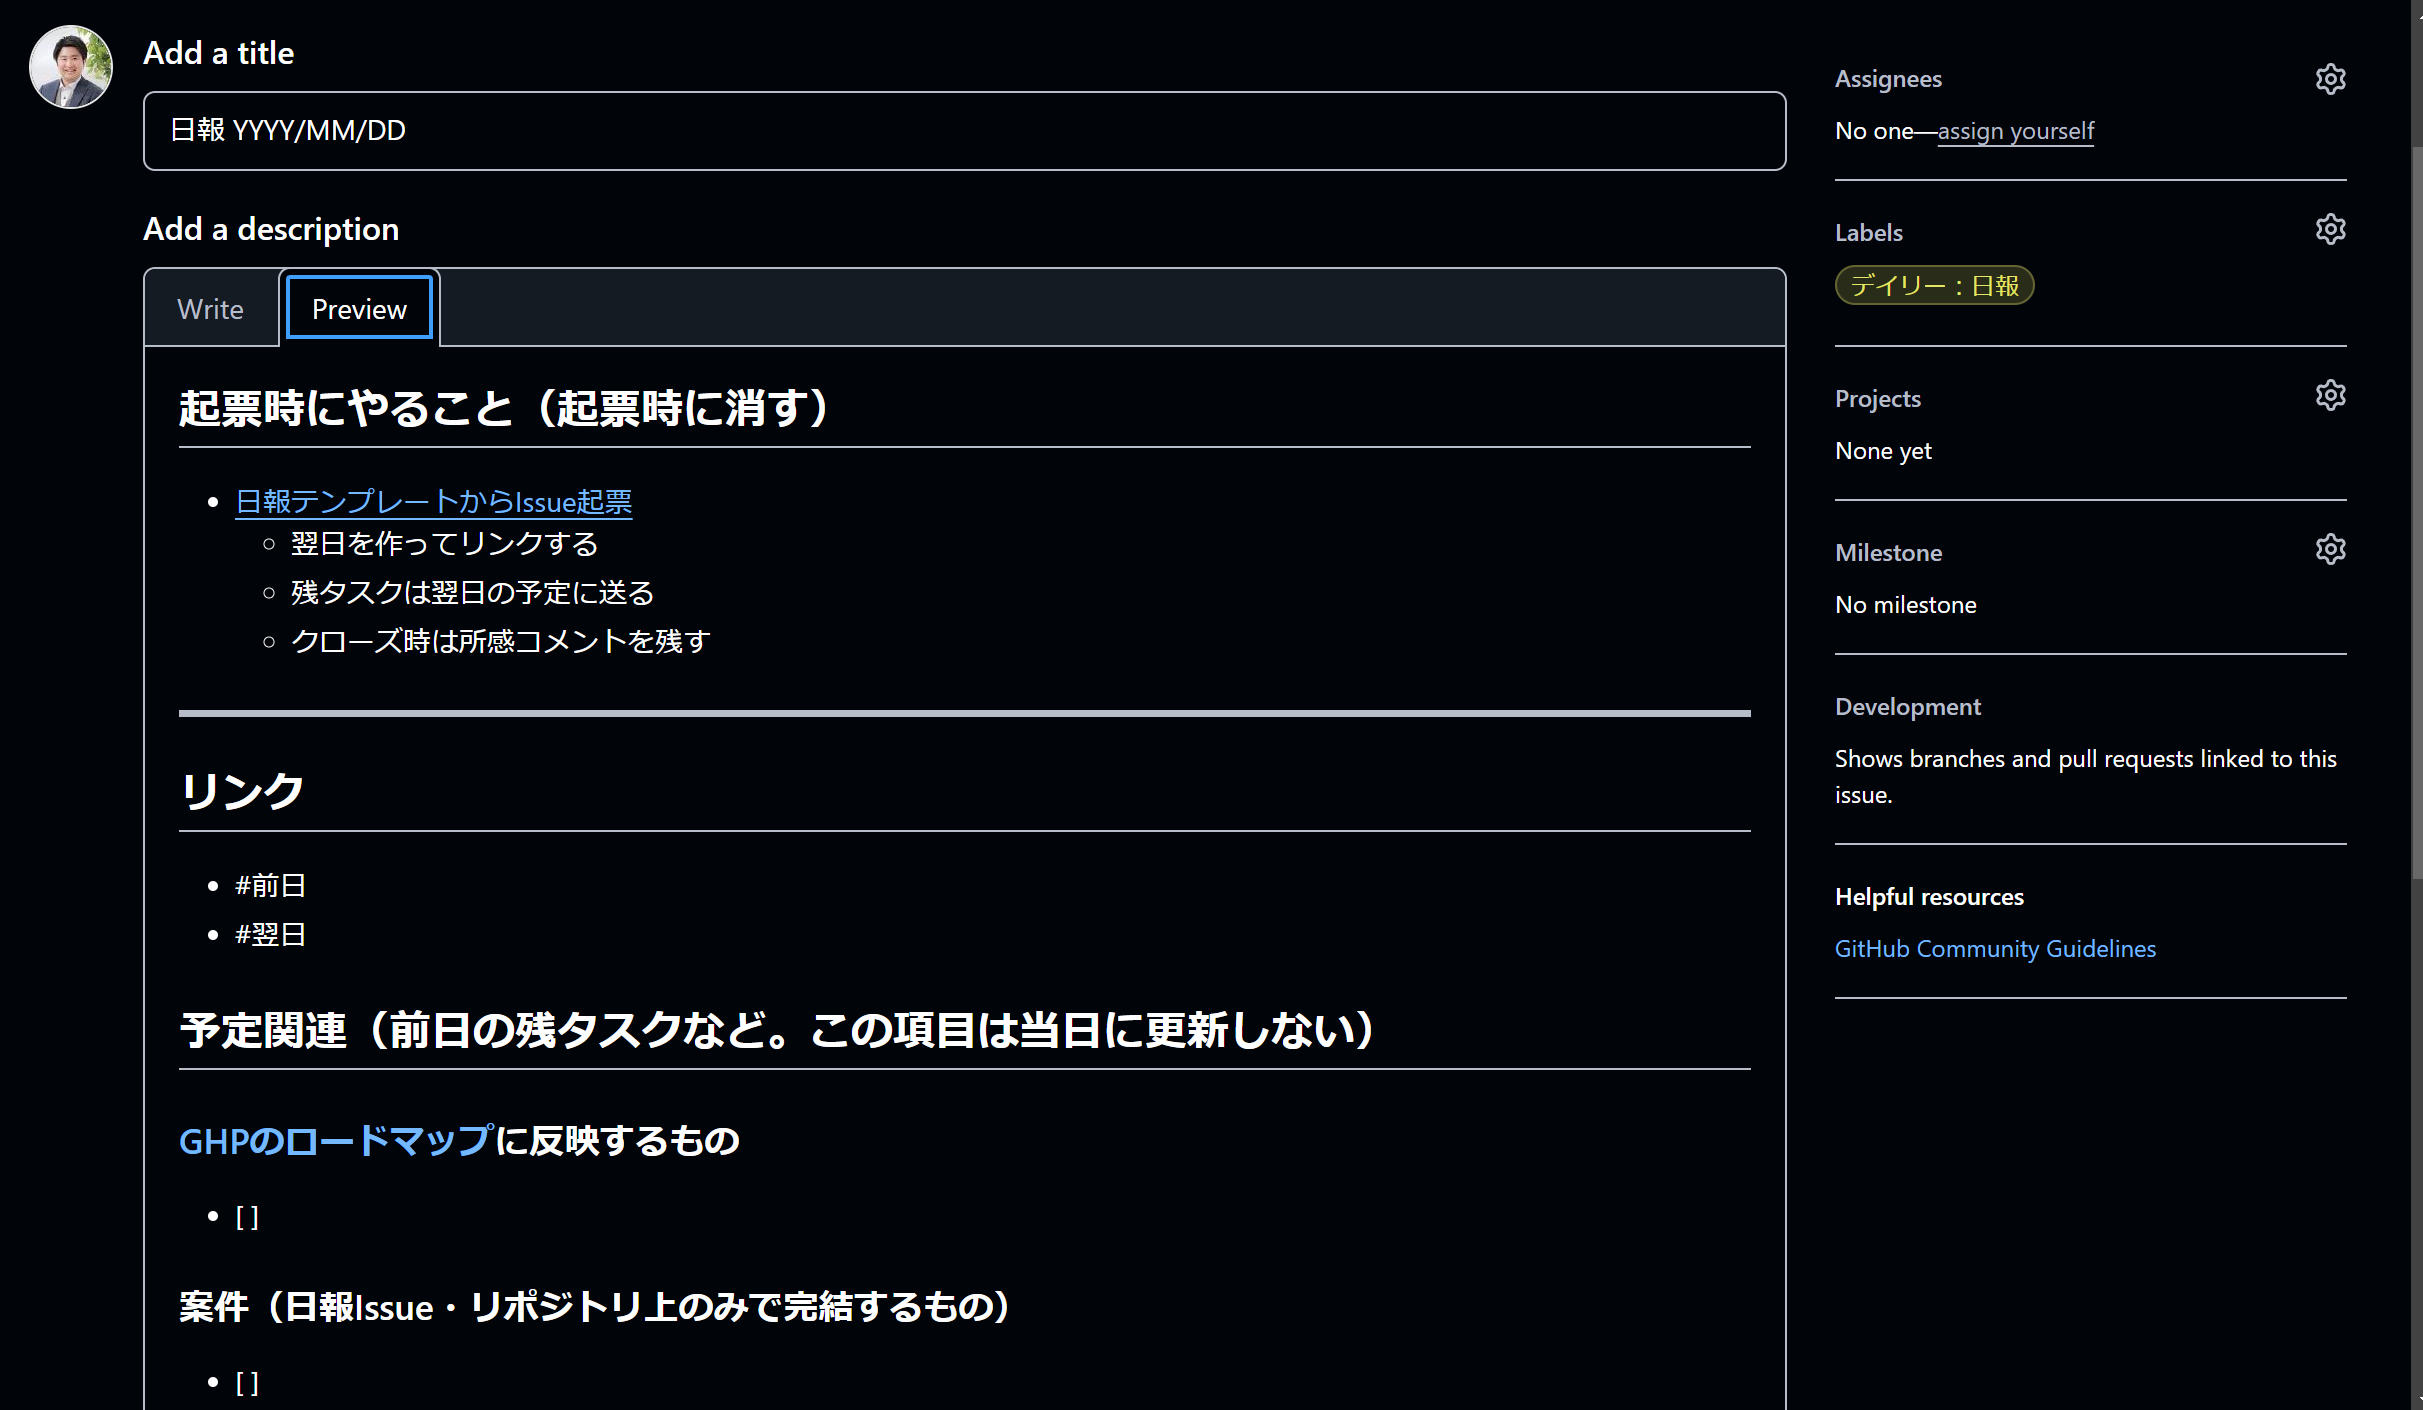 Add a title
日報 YYYY/MM/DD
Add a description
Write
Preview
起票時にやること（起票時に消す）
日報テンプレートからIssue起票
翌日を作ってリンクする
残タスクは翌日の予定に送る
クローズ時は所感コメントを残す
リンク
#前日
#翌日
予定関連（前日の残タスクなど。この項目は当日に更新しない）
GHPのロードマップに反映するもの
[ ]
案件（日報Issue・リポジトリ上のみで完結するもの）
[ ]
Assignees
No one—assign yourself
Labels
デイリー：日報
Projects
None yet
Milestone
No milestone
Development
Shows branches and pull requests linked to this
issue.
Helpful resources
GitHub Community Guidelines